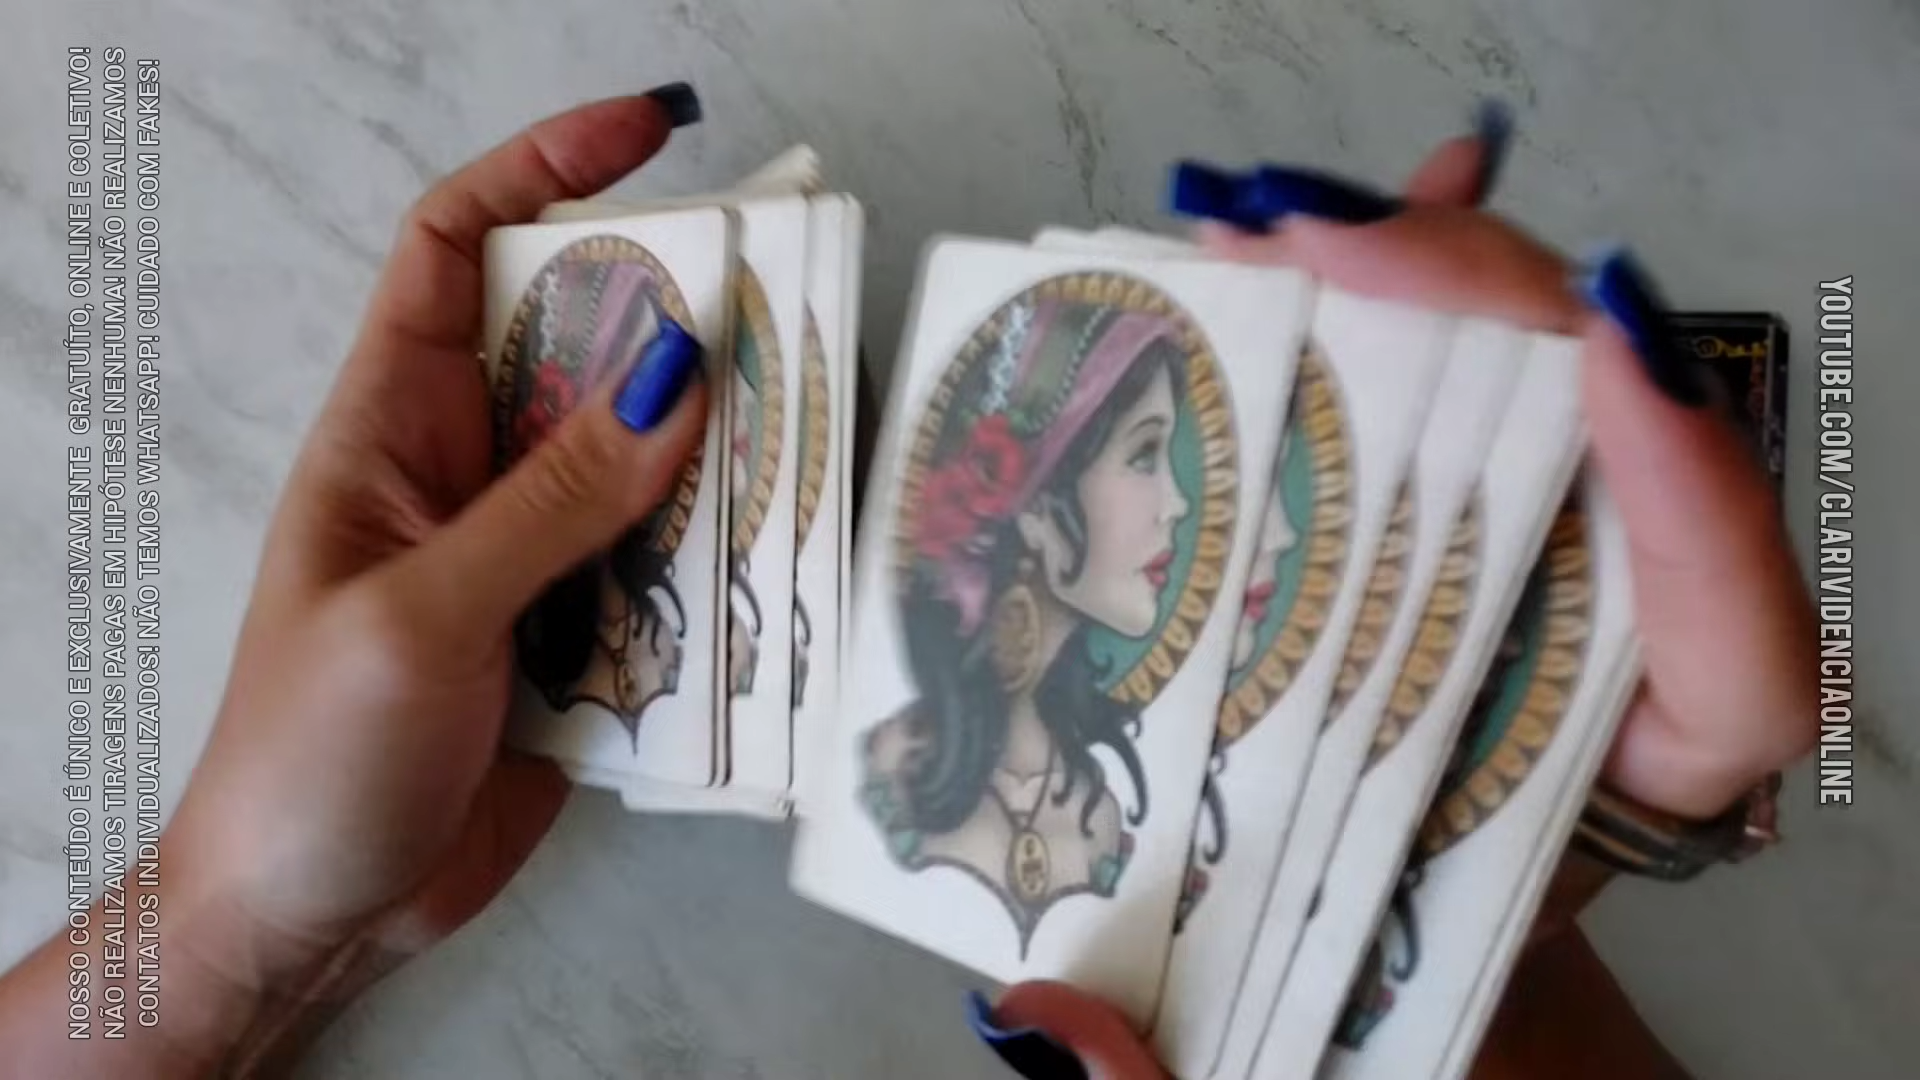 NOSSO CONTEÚDO É ÚNICO E EXCLUSIVAMENTE GRATUÍTO, ONLINE E COLETIVO!
NÃO REALIZAMOS TIRAGENS PAGAS EM HIPÓTESE NENHUMA! NÃO REALIZAMOS
CONTATOS INDIVIDUALIZADOS! NÃO TEMOS WHATSAPP! CUIDADO COM FAKES!
YOUTUBE.COM/CLARIVIDENCIAONLINE